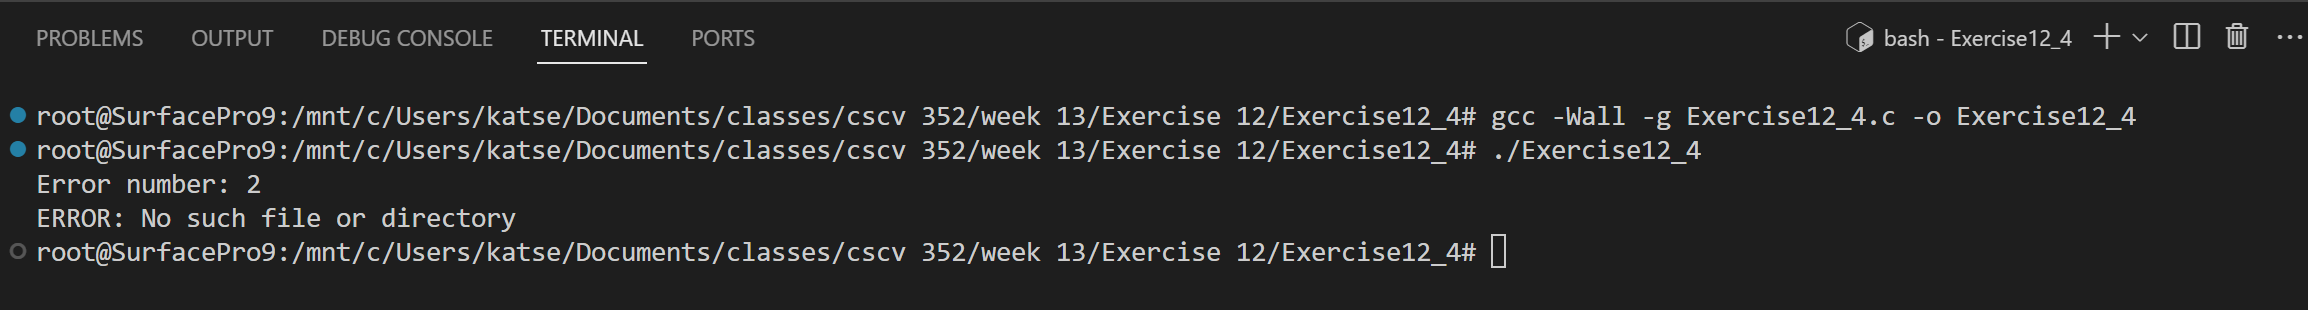 PROBLEMS OUTPUT DEBUG CONSOLE TERMINAL PORTS bash - Exercise12_4
root@SurfacePro9:/mnt/c/Users/katse/Documents/classes/cscv 352/week 13/Exercise 12/Exercise12_4# gcc -Wall -g Exercise12_4.c -o Exercise12_4
root@SurfacePro9:/mnt/c/Users/katse/Documents/classes/cscv 352/week 13/Exercise 12/Exercise12_4# ./Exercise12_4
Error number: 2
ERROR: No such file or directory
root@SurfacePro9:/mnt/c/Users/katse/Documents/classes/cscv 352/week 13/Exercise 12/Exercise12_4#